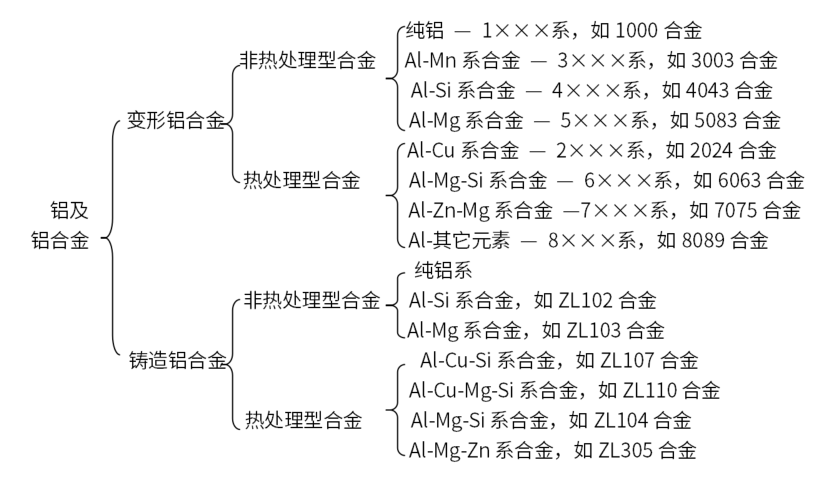 铝及
铝合金
变形铝合金
非热处理型合金
纯铝 — 1×××系，如 1000 合金
Al-Mn 系合金 — 3×××系，如 3003 合金
Al-Si 系合金 — 4×××系，如 4043 合金
Al-Mg 系合金 — 5×××系，如 5083 合金
热处理型合金
Al-Cu 系合金 — 2×××系，如 2024 合金
Al-Mg-Si 系合金 — 6×××系，如 6063 合金
Al-Zn-Mg 系合金 —7×××系，如 7075 合金
Al-其它元素 — 8×××系，如 8089 合金
铸造铝合金
非热处理型合金
纯铝系
Al-Si 系合金，如 ZL102 合金
Al-Mg 系合金，如 ZL103 合金
热处理型合金
Al-Cu-Si 系合金，如 ZL107 合金
Al-Cu-Mg-Si 系合金，如 ZL110 合金
Al-Mg-Si 系合金，如 ZL104 合金
Al-Mg-Zn 系合金，如 ZL305 合金